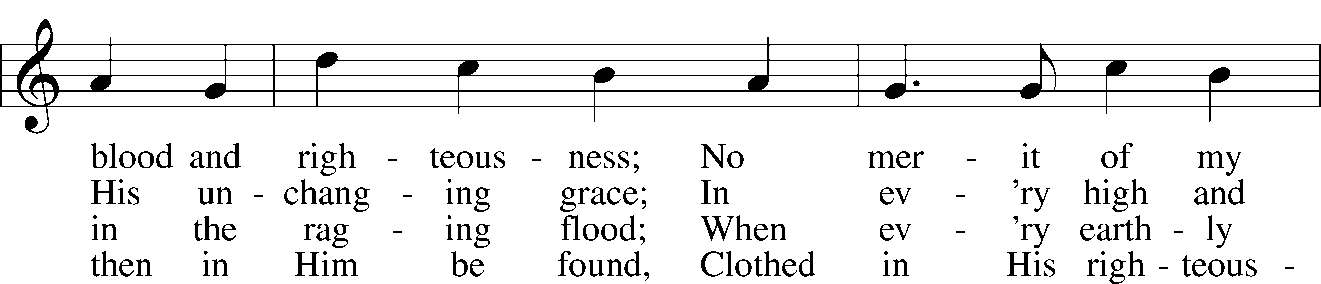 blood and righ - teous - ness; No mer - it of my
His un - chang - ing grace; In ev - 'ry high and
in the rag - ing flood; When ev - 'ry earth - ly
then in Him be found, Clothed in His righ - teous -